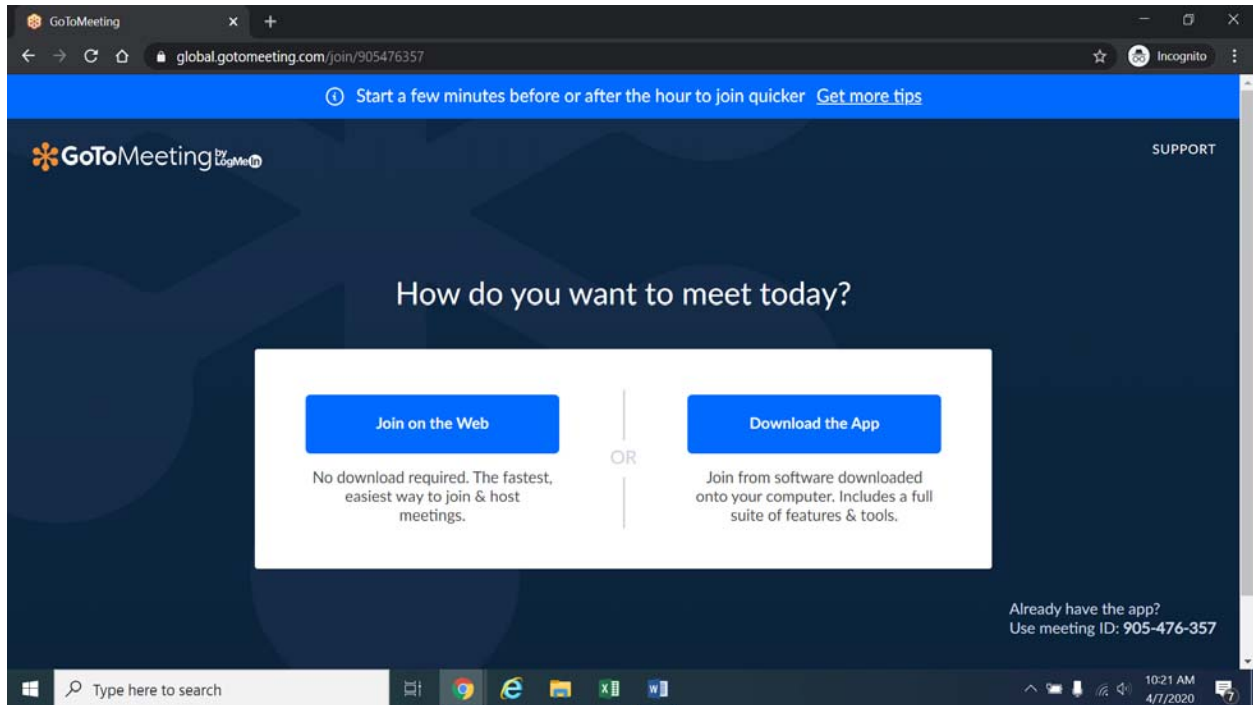 GoToMeeting
global.gotomeeting.com/join/905476357
Incognito
Start a few minutes before or after the hour to join quicker Get more tips
GoToMeeting by LogMe in
SUPPORT
How do you want to meet today?
Join on the Web
Download the App
OR
No download required. The fastest,
easiest way to join & host
meetings.
Join from software downloaded
onto your computer. Includes a full
suite of features & tools.
Already have the app?
Use meeting ID: 905-476-357
Type here to search
10:21 AM
4/7/2020
7